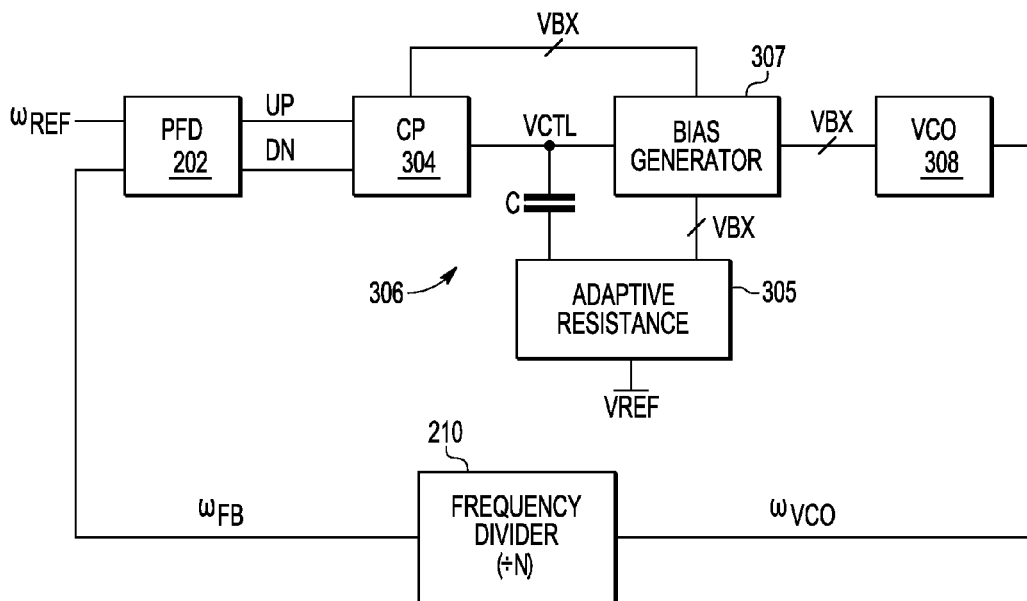 VBX
307
ωREF
PFD
202
UP
DN
CP
304
VCTL
BIAS
GENERATOR
VBX
VCO
308
C
VBX
306
ADAPTIVE
RESISTANCE
305
VREF
210
FREQUENCY
DIVIDER
(÷N)
ωFB
ωVCO